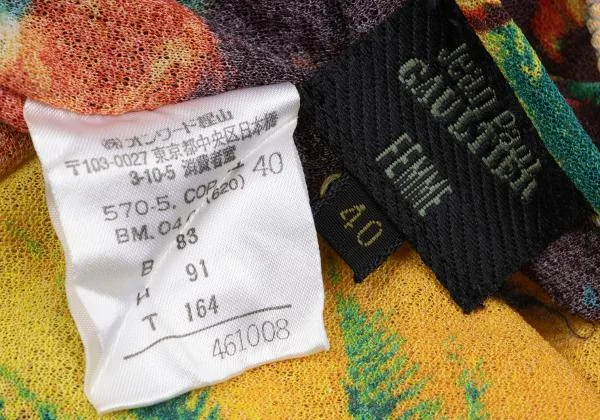 ㈱オンワード樫山
〒103-0027 東京都中央区日本橋
3-10-5 消費者室
40
570-5. COP
BM. 04. (620)
B 83
H 91
T 164
461008
Jean Paul
GAULTIER
FEMME
40